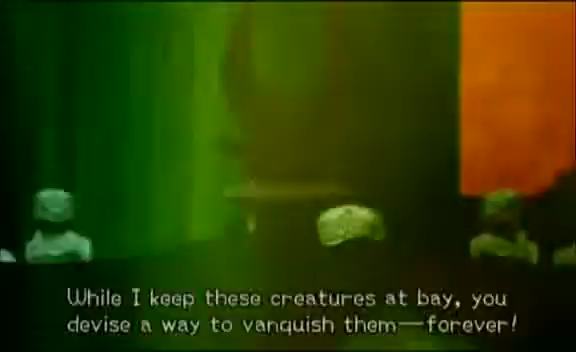 While I keep these creatures at bay, you
devise a way to vanquish them—forever!